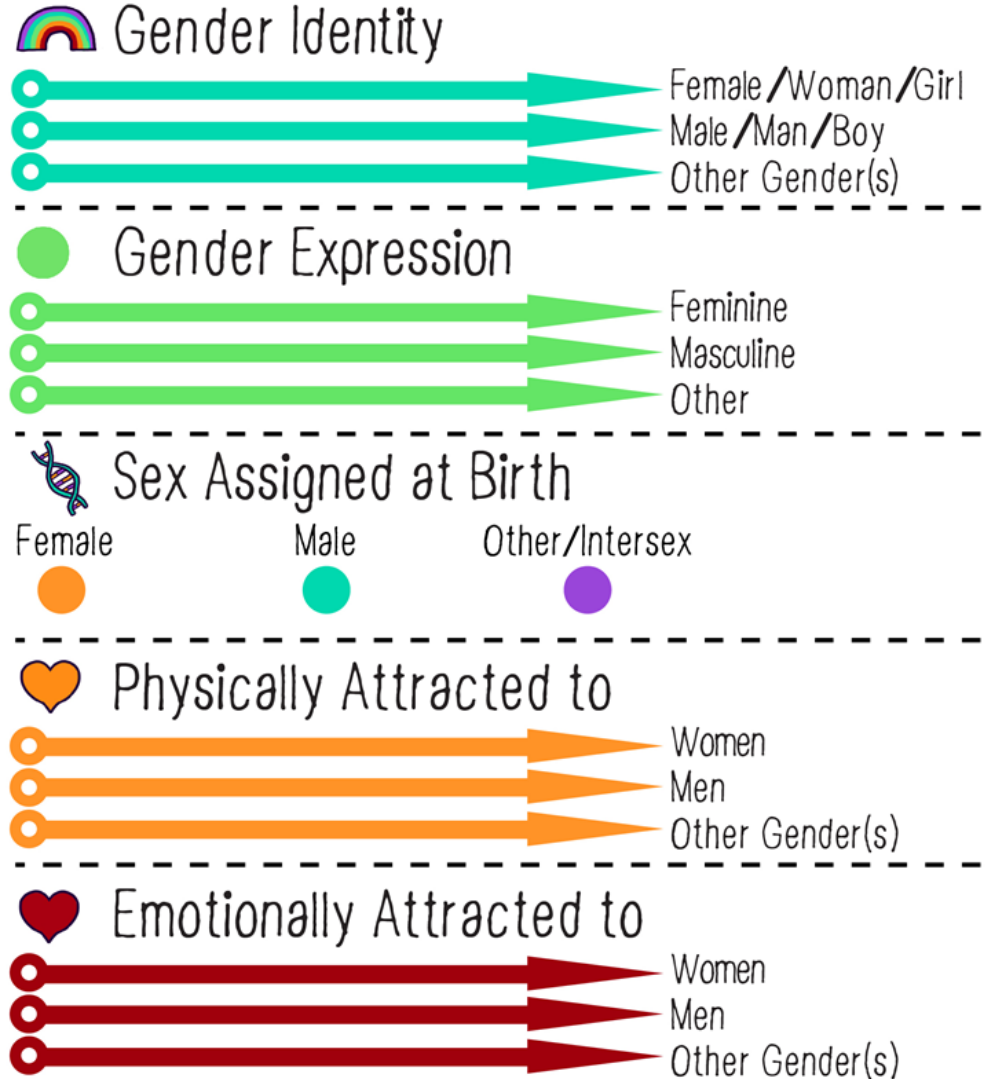 Gender Identity
Female/Woman/Girl
Male/Man/Boy
Other Gender(s)
Gender Expression
Feminine
Masculine
Other
Sex Assigned at Birth
Female Male Other/Intersex
Physically Attracted to
Women
Men
Other Gender(s)
Emotionally Attracted to
Women
Men
Other Gender(s)